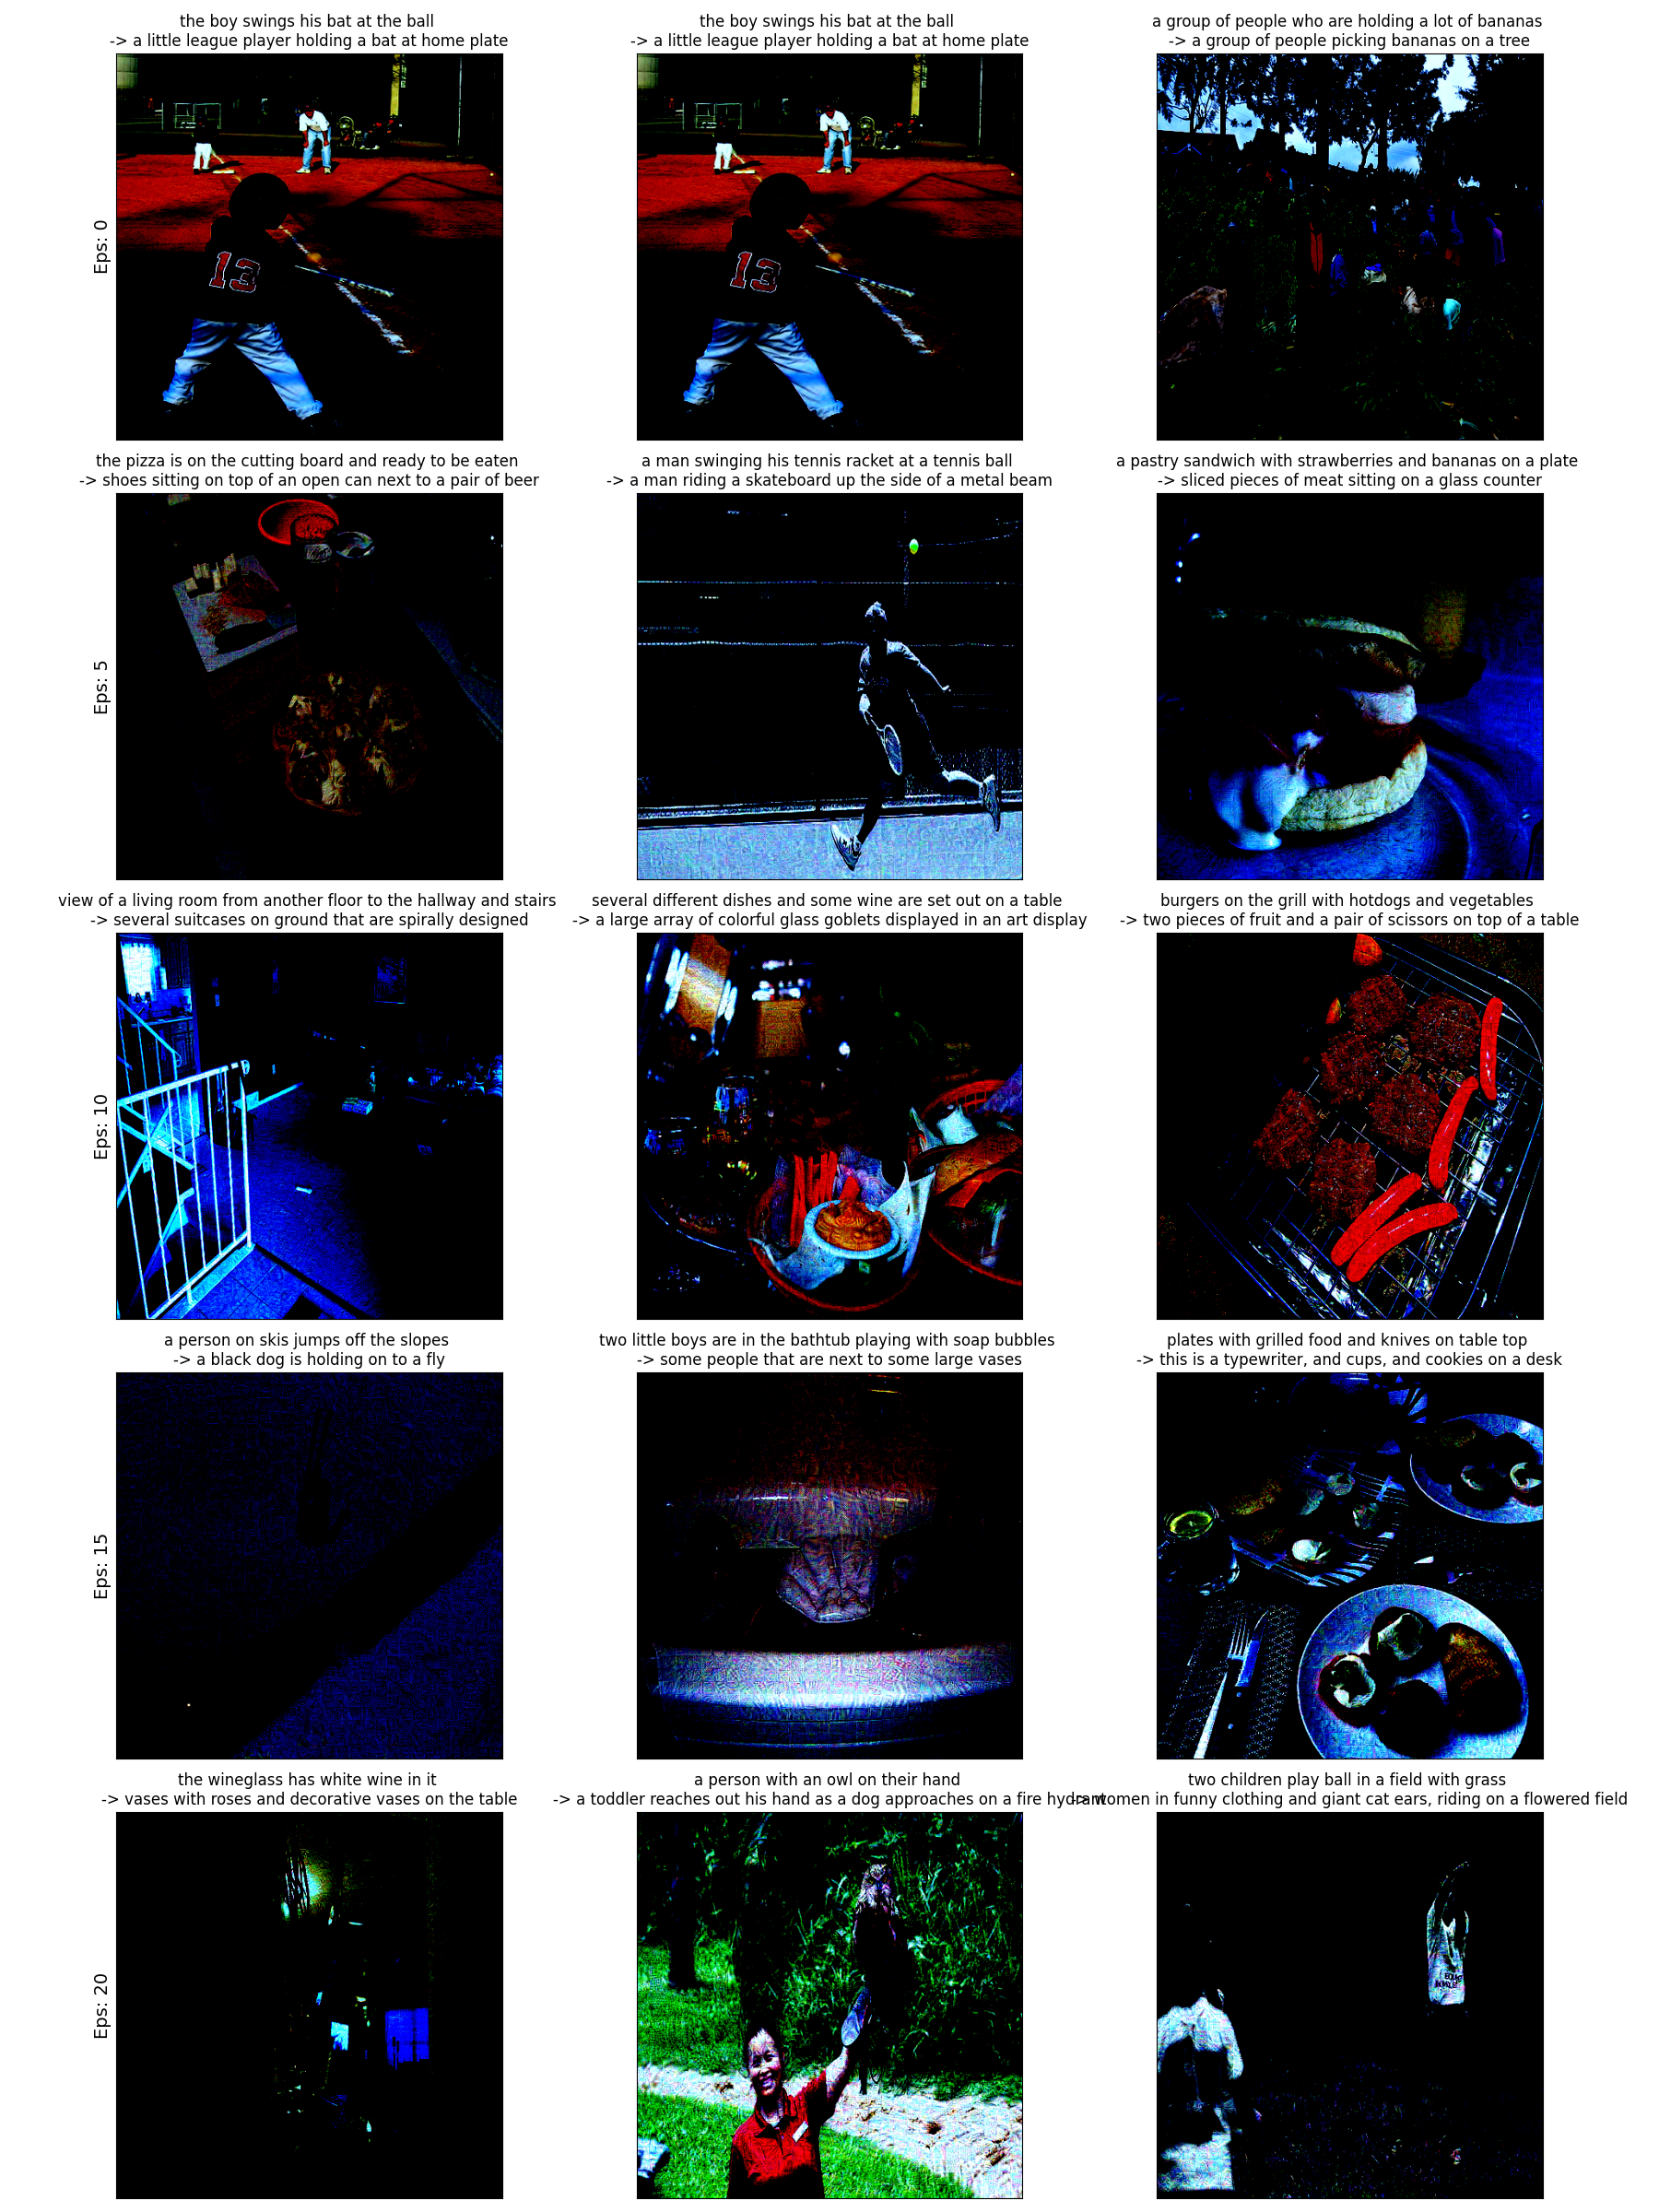 the boy swings his bat at the ball
-> a little league player holding a bat at home plate
the boy swings his bat at the ball
-> a little league player holding a bat at home plate
a group of people who are holding a lot of bananas
-> a group of people picking bananas on a tree
Eps: 0
13
13
the pizza is on the cutting board and ready to be eaten
-> shoes sitting on top of an open can next to a pair of beer
a man swinging his tennis racket at a tennis ball
-> a man riding a skateboard up the side of a metal beam
a pastry sandwich with strawberries and bananas on a plate
-> sliced pieces of meat sitting on a glass counter
Eps: 5
view of a living room from another floor to the hallway and stairs
-> several suitcases on ground that are spirally designed
several different dishes and some wine are set out on a table
-> a large array of colorful glass goblets displayed in an art display
burgers on the grill with hotdogs and vegetables
-> two pieces of fruit and a pair of scissors on top of a table
Eps: 10
a person on skis jumps off the slopes
-> a black dog is holding on to a fly
two little boys are in the bathtub playing with soap bubbles
-> some people that are next to some large vases
plates with grilled food and knives on table top
-> this is a typewriter, and cups, and cookies on a desk
Eps: 15
the wineglass has white wine in it
-> vases with roses and decorative vases on the table
a person with an owl on their hand
-> a toddler reaches out his hand as a dog approaches on a fire hydrant
two children play ball in a field with grass
-> women in funny clothing and giant cat ears, riding on a flowered field
Eps: 20